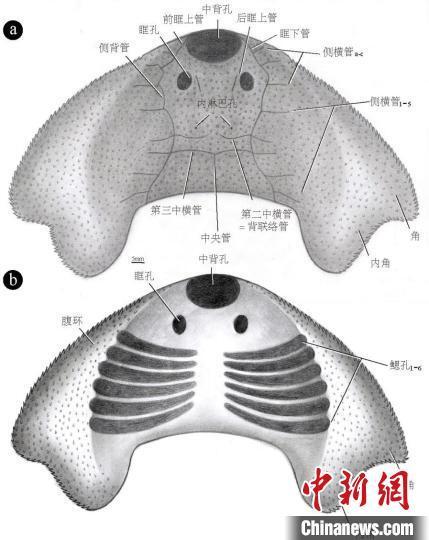 a
中背孔
前眶上管
后眶上管
眶孔
眶下管
侧背管
侧横管a-c
内淋巴孔
侧横管1-5
第三中横管
第二中横管
=背联络管
中央管
角
内角
5mm
b
中背孔
眶孔
腹环
鳃孔1-6
角
中新网
Chinanews.com